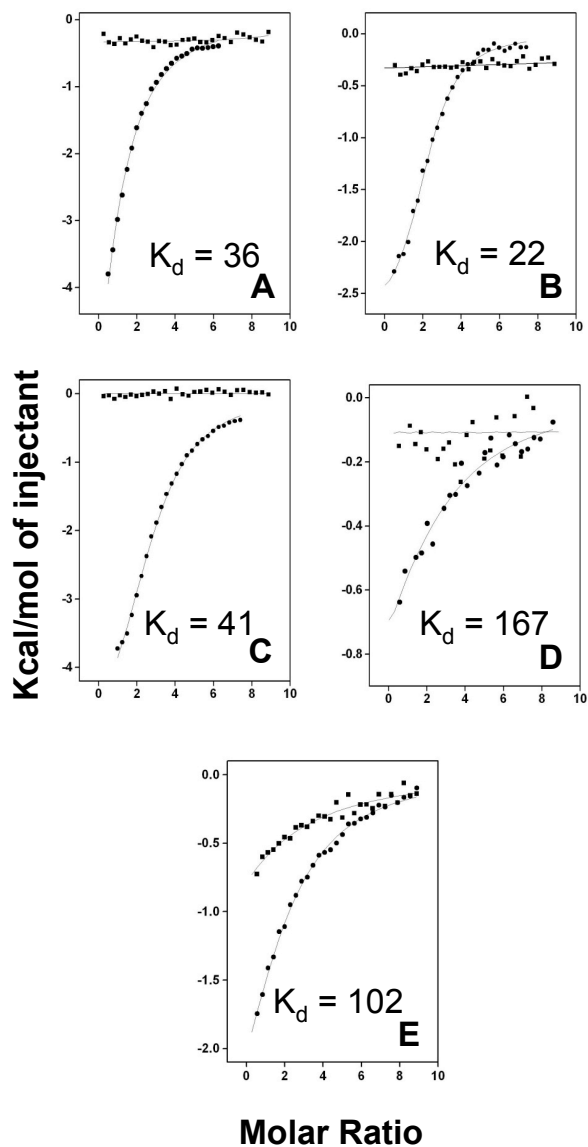 Kcal/mol of injectant
0
-1
-2
-3
-4
0 2 4 6 8 10
K_d = 36
A
0.0
-0.5
-1.0
-1.5
-2.0
-2.5
0 2 4 6 8 10
K_d = 22
B
0
-1
-2
-3
-4
0 2 4 6 8 10
K_d = 41
C
0.0
-0.2
-0.4
-0.6
-0.8
0 2 4 6 8 10
K_d = 167
D
0.0
-0.5
-1.0
-1.5
-2.0
0 2 4 6 8 10
K_d = 102
E
Molar Ratio